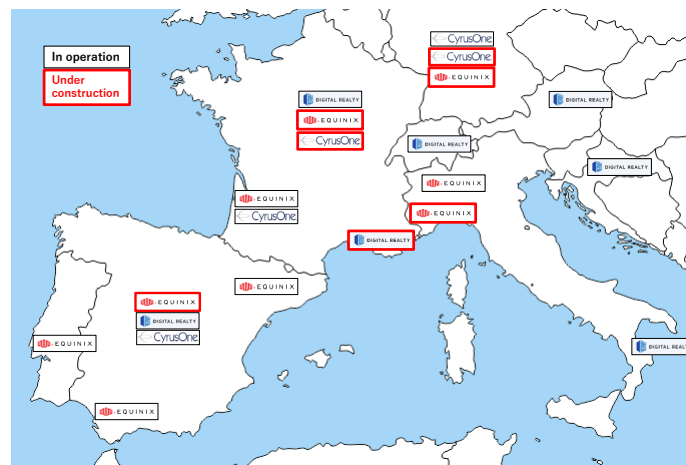 In operation
Under
construction
CyrusOne
CyrusOne
EQUINIX
DIGITAL REALTY
EQUINIX
CyrusOne
DIGITAL REALTY
DIGITAL REALTY
DIGITAL REALTY
EQUINIX
EQUINIX
CyrusOne
EQUINIX
DIGITAL REALTY
EQUINIX
EQUINIX
DIGITAL REALTY
CyrusOne
EQUINIX
DIGITAL REALT
EQUINIX